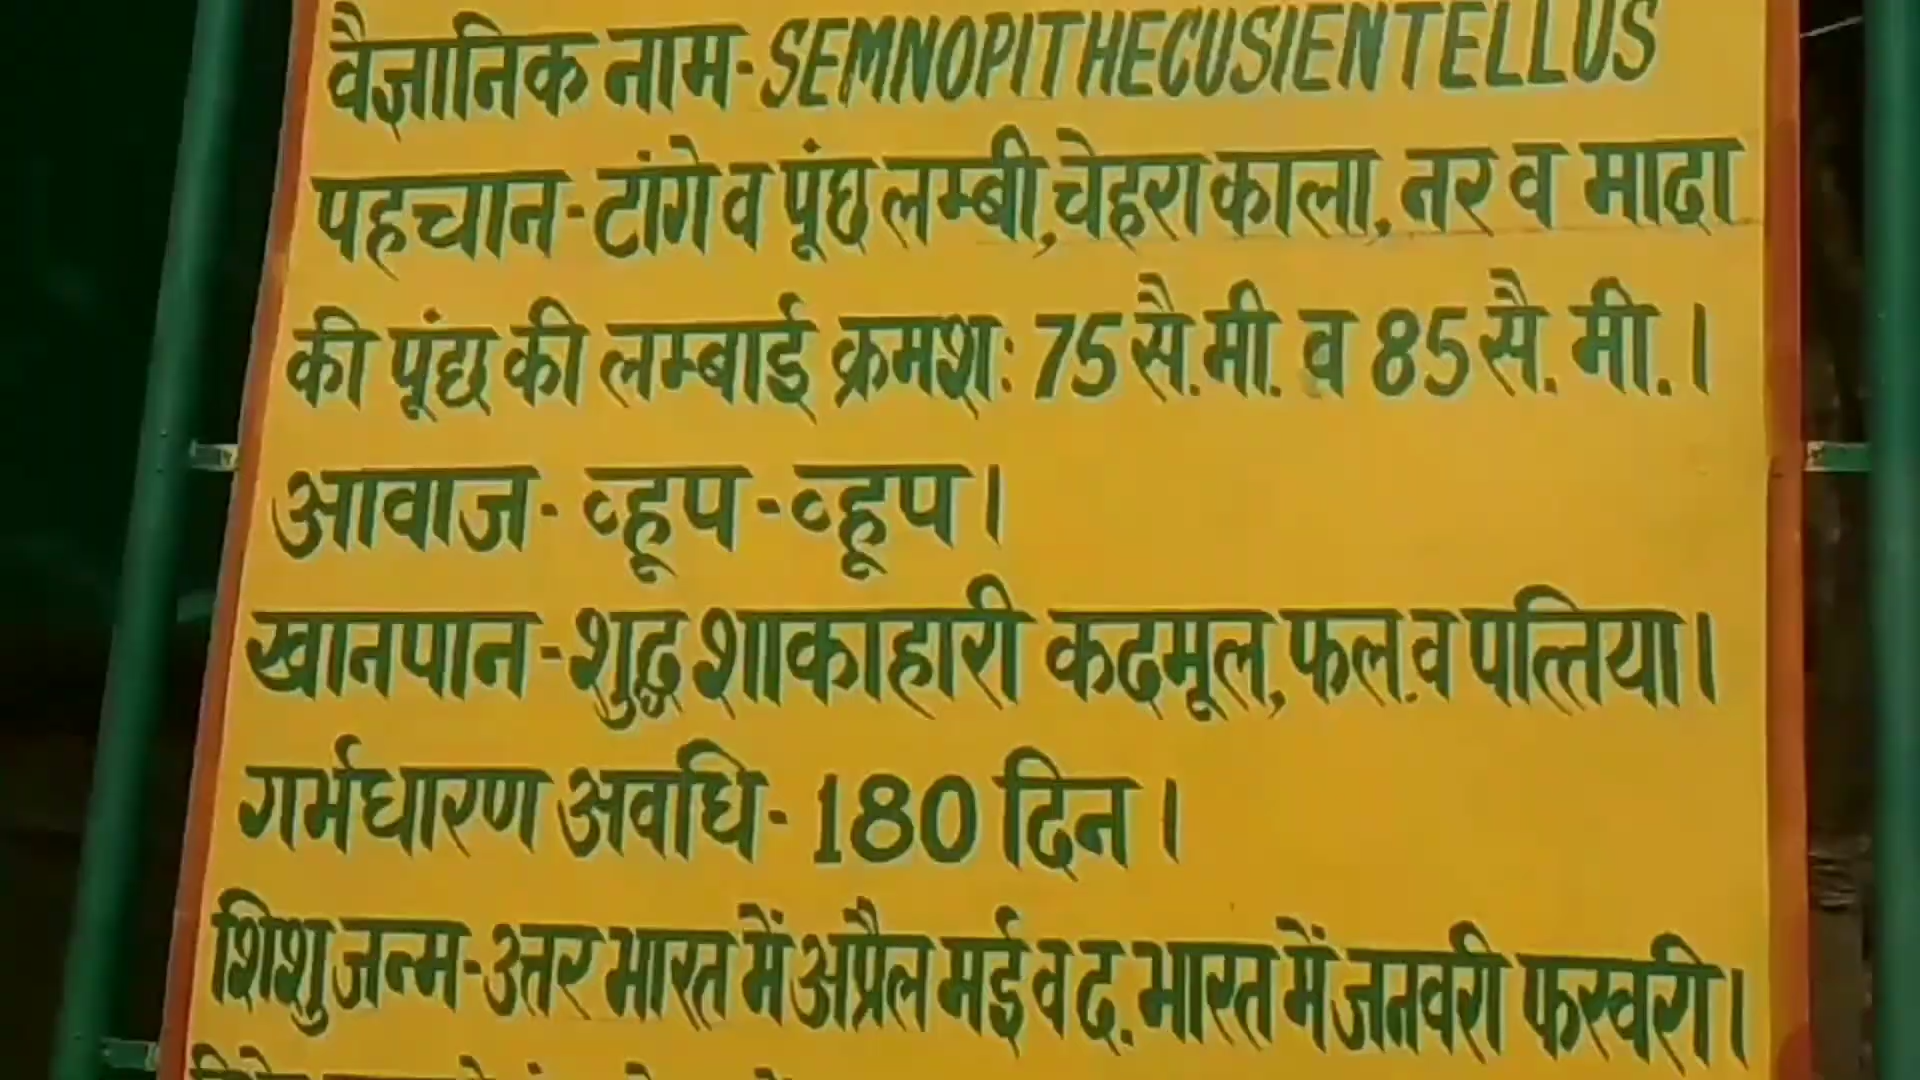 वैज्ञानिक नाम-SEMNOPITHECUSIENTELLUS
पहचान-टांगे व पूंछ लम्बी,चेहरा काला, नर व मादा
की पूंछ की लम्बाई क्रमशः 75 सै.मी. व 85 सै. मी.।
आवाज- व्हूप-व्हूप।
खानपान-शुद्ध शाकाहारी कदमूल,फल.व पत्तिया।
गर्भधारण अवधि- 180 दिन।
शिशु जन्म-उत्तर भारत में अप्रैल मई व द. भारत में जनवरी फरवरी।